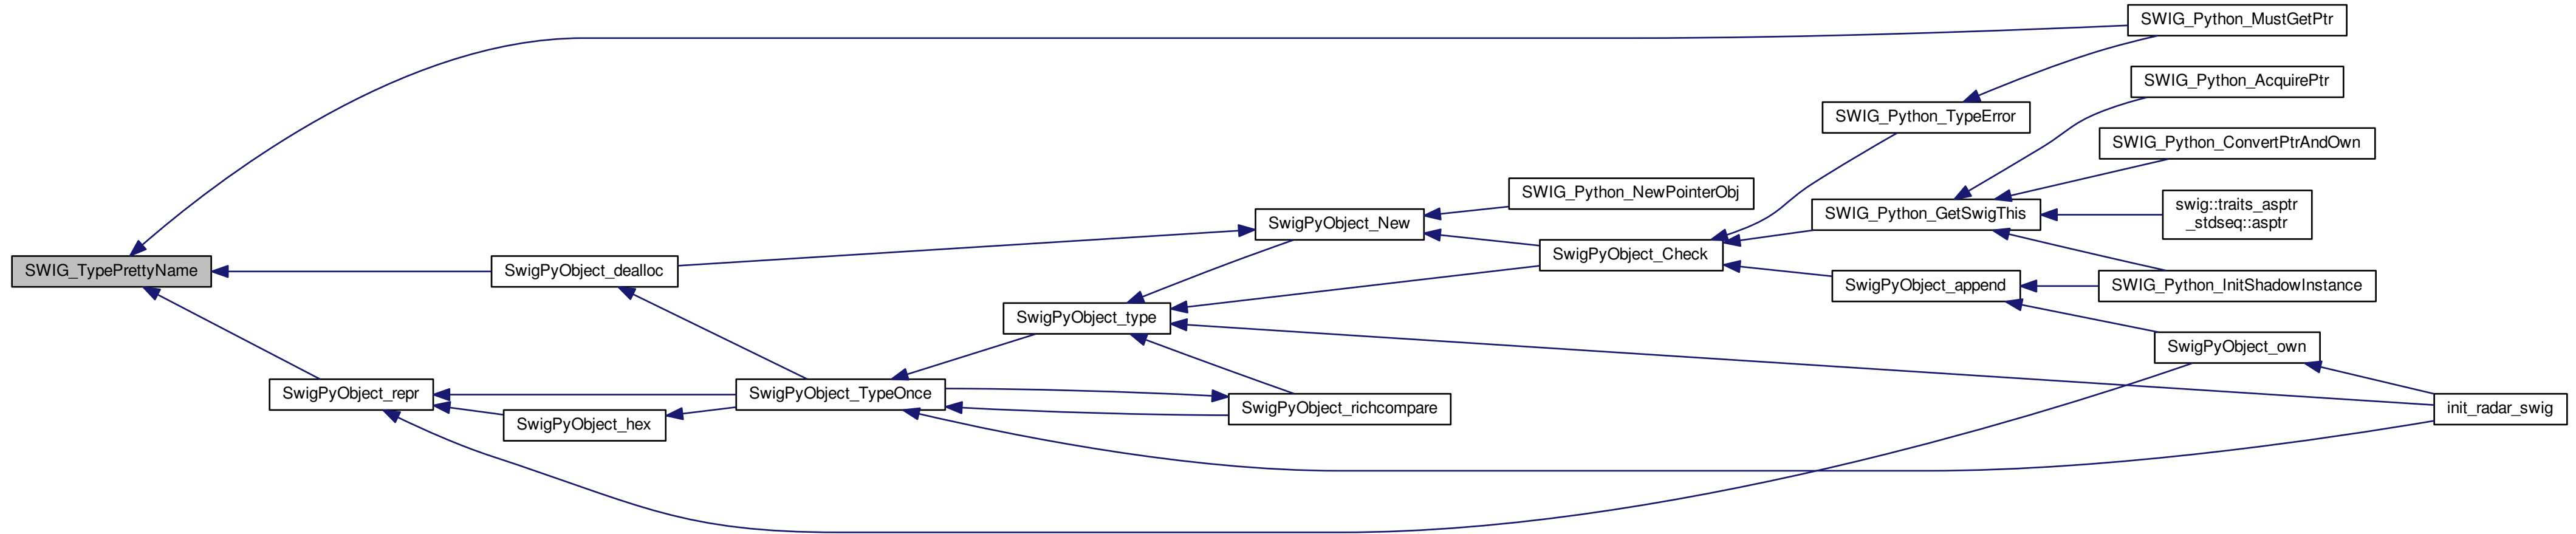 SWIG_Python_MustGetPtr
SWIG_Python_AcquirePtr
SWIG_Python_TypeError
SWIG_Python_ConvertPtrAndOwn
SWIG_Python_NewPointerObj
swig::traits_asptr
_stdseq::asptr
SWIG_Python_GetSwigThis
SwigPyObject_New
SwigPyObject_Check
SWIG_TypePrettyName
SwigPyObject_dealloc
SwigPyObject_append
SWIG_Python_InitShadowInstance
SwigPyObject_type
SwigPyObject_own
SwigPyObject_repr
SwigPyObject_TypeOnce
SwigPyObject_richcompare
init_radar_swig
SwigPyObject_hex